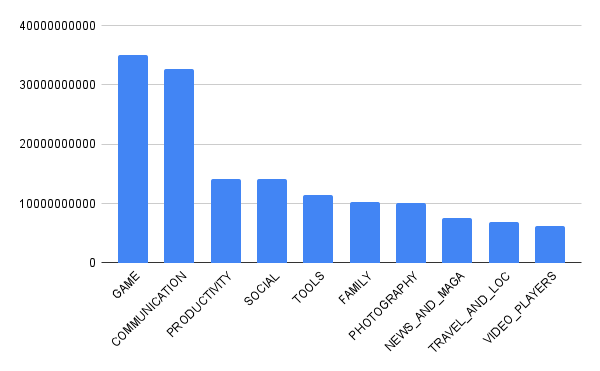 40000000000
30000000000
20000000000
10000000000
0
GAME
COMMUNICATION
PRODUCTIVITY
SOCIAL
TOOLS
FAMILY
PHOTOGRAPHY
NEWS_AND_MAGA
TRAVEL_AND_LOC
VIDEO_PLAYERS